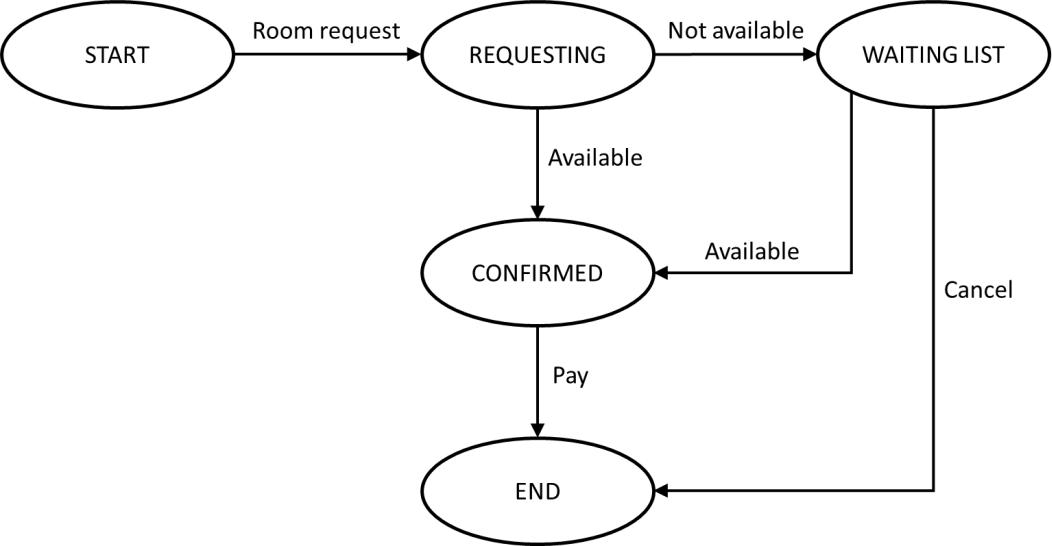 START
Room request
REQUESTING
Not available
WAITING LIST
Available
Available
CONFIRMED
Cancel
Pay
END